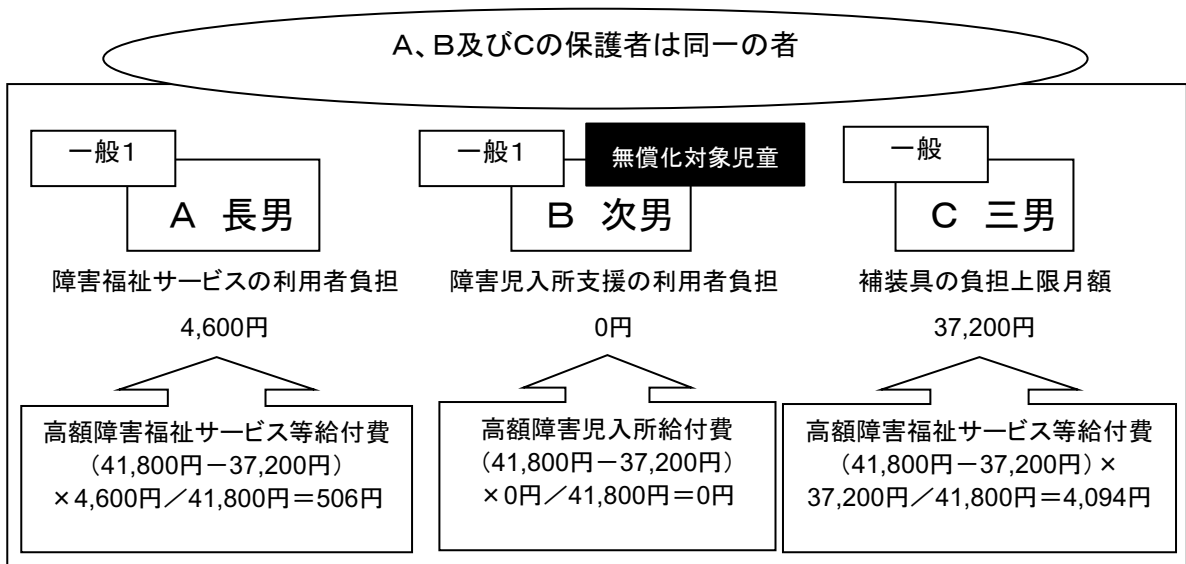 A、B及びCの保護者は同一の者
一般1
A 長男
障害福祉サービスの利用者負担
4,600円
高額障害福祉サービス等給付費
(41,800円-37,200円)
×4,600円/41,800円=506円
一般1
無償化対象児童
B 次男
障害児入所支援の利用者負担
0円
高額障害児入所給付費
(41,800円-37,200円)
×0円/41,800円=0円
一般
C 三男
補装具の負担上限月額
37,200円
高額障害福祉サービス等給付費
(41,800円-37,200円)×
37,200円/41,800円=4,094円